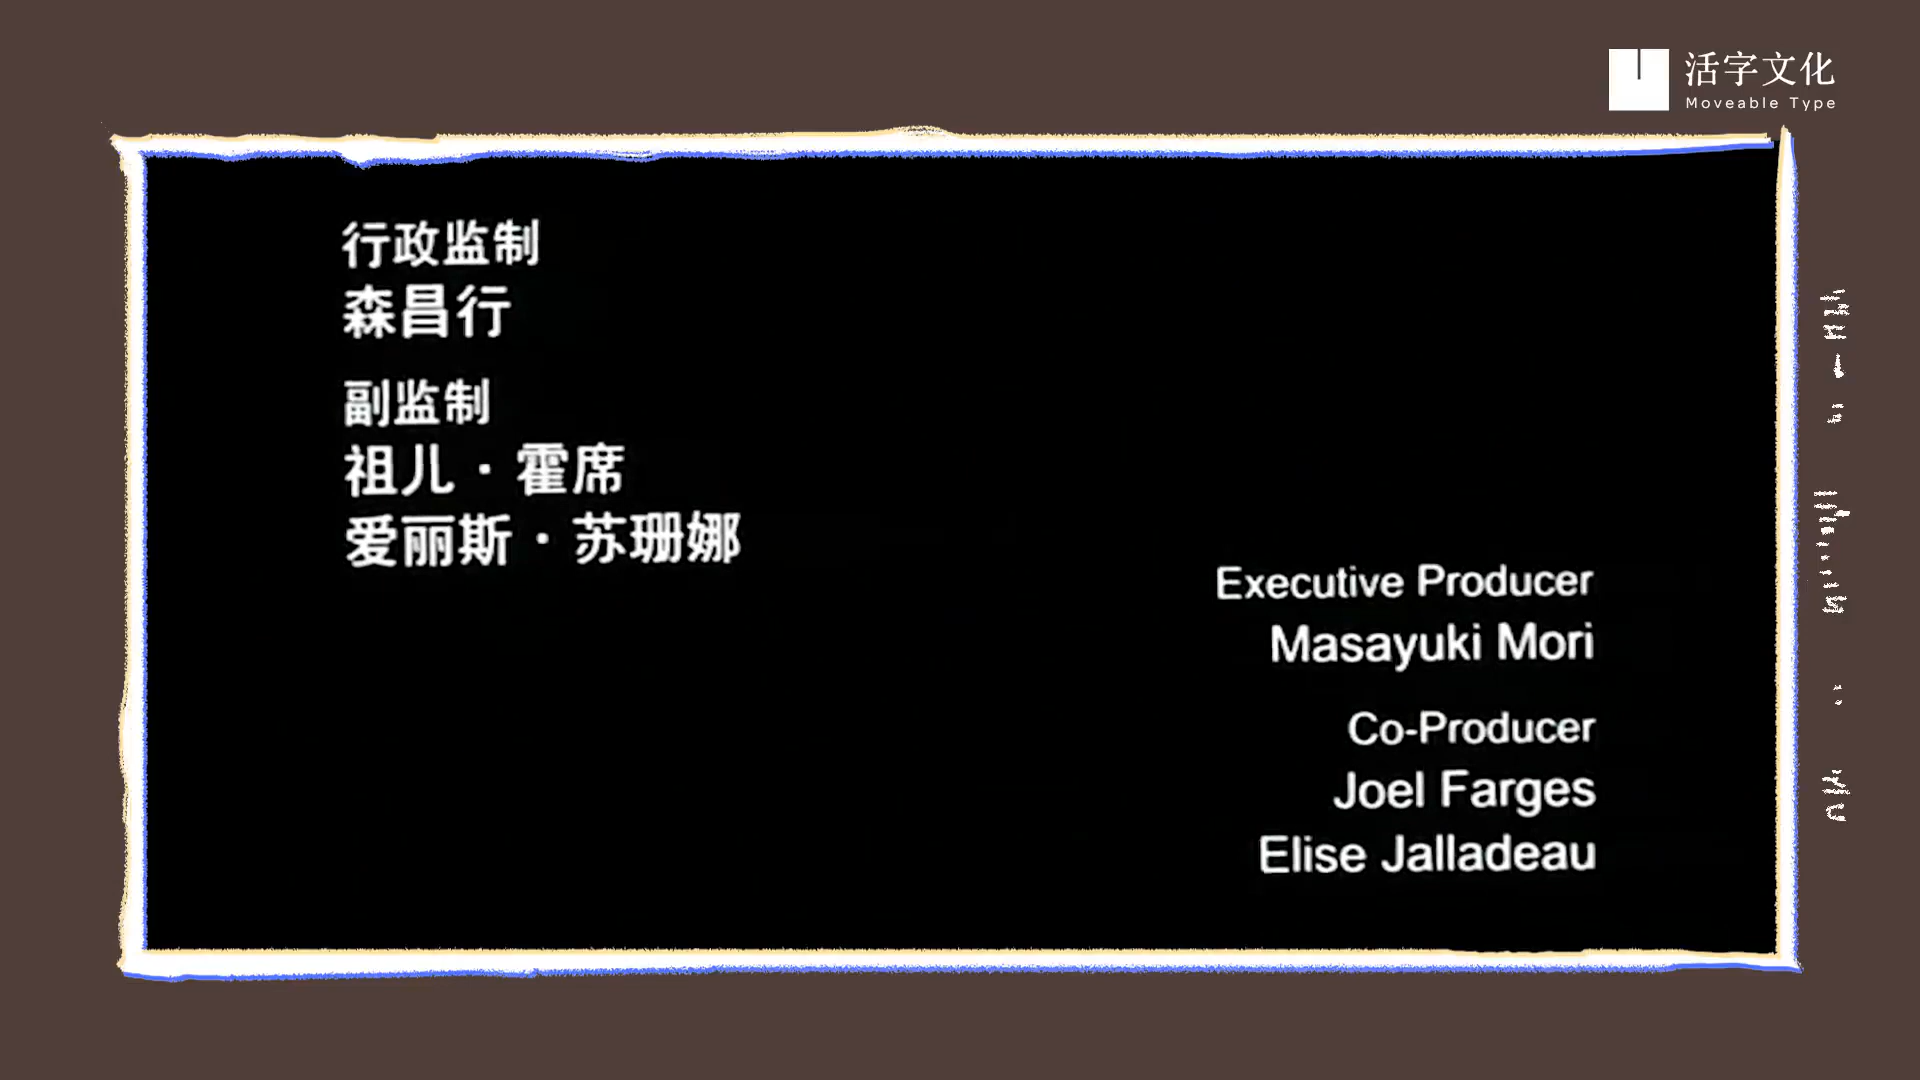 活字文化
Moveable Type
行政监制
森昌行
副监制
祖儿·霍席
爱丽斯·苏珊娜
Executive Producer
Masayuki Mori
Co-Producer
Joel Farges
Elise Jalladeau